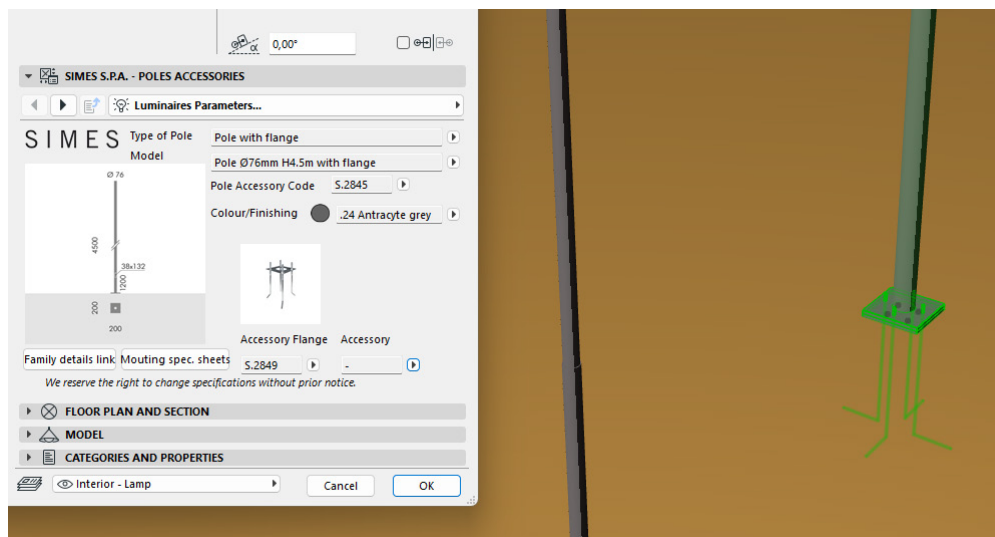 α
0,00°
SIMES S.P.A. - POLES ACCESSORIES
Luminaires Parameters...
SIMES
Type of Pole
Pole with flange
Model
Pole Ø76mm H4.5m with flange
Ø 76
Pole Accessory Code
S.2845
Colour/Finishing
.24 Antracyte grey
4500
38x132
1200
200
200
Accessory Flange
Accessory
Family details link
Mouting spec. sheets
S.2849
-
We reserve the right to change specifications without prior notice.
FLOOR PLAN AND SECTION
MODEL
CATEGORIES AND PROPERTIES
Interior - Lamp
Cancel
OK